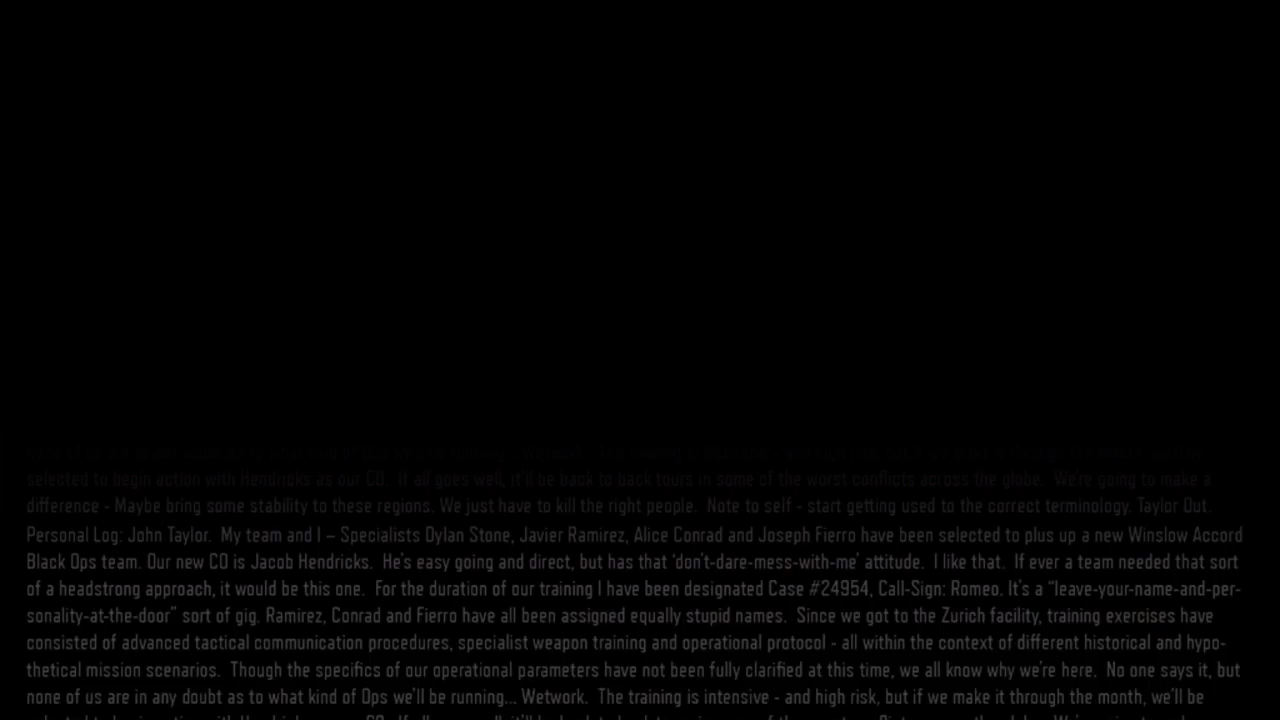 selected to begin action with Hendricks as our CO.  If all goes well, it'll be back to back tours in some of the worst conflicts across the globe.  We're going to make a
difference - Maybe bring some stability to these regions. We just have to kill the right people.  Note to self - start getting used to the correct terminology. Taylor Out.
Personal Log: John Taylor.  My team and I – Specialists Dylan Stone, Javier Ramirez, Alice Conrad and Joseph Fierro have been selected to plus up a new Winslow Accord
Black Ops team. Our new CO is Jacob Hendricks.  He's easy going and direct, but has that 'don't-dare-mess-with-me' attitude.  I like that.  If ever a team needed that sort
of a headstrong approach, it would be this one.  For the duration of our training I have been designated Case #24954, Call-Sign: Romeo. It's a “leave-your-name-and-per-
sonality-at-the-door” sort of gig. Ramirez, Conrad and Fierro have all been assigned equally stupid names.  Since we got to the Zurich facility, training exercises have
consisted of advanced tactical communication procedures, specialist weapon training and operational protocol - all within the context of different historical and hypo-
thetical mission scenarios.  Though the specifics of our operational parameters have not been fully clarified at this time, we all know why we're here.  No one says it, but
none of us are in any doubt as to what kind of Ops we'll be running... Wetwork.  The training is intensive - and high risk, but if we make it through the month, we'll be